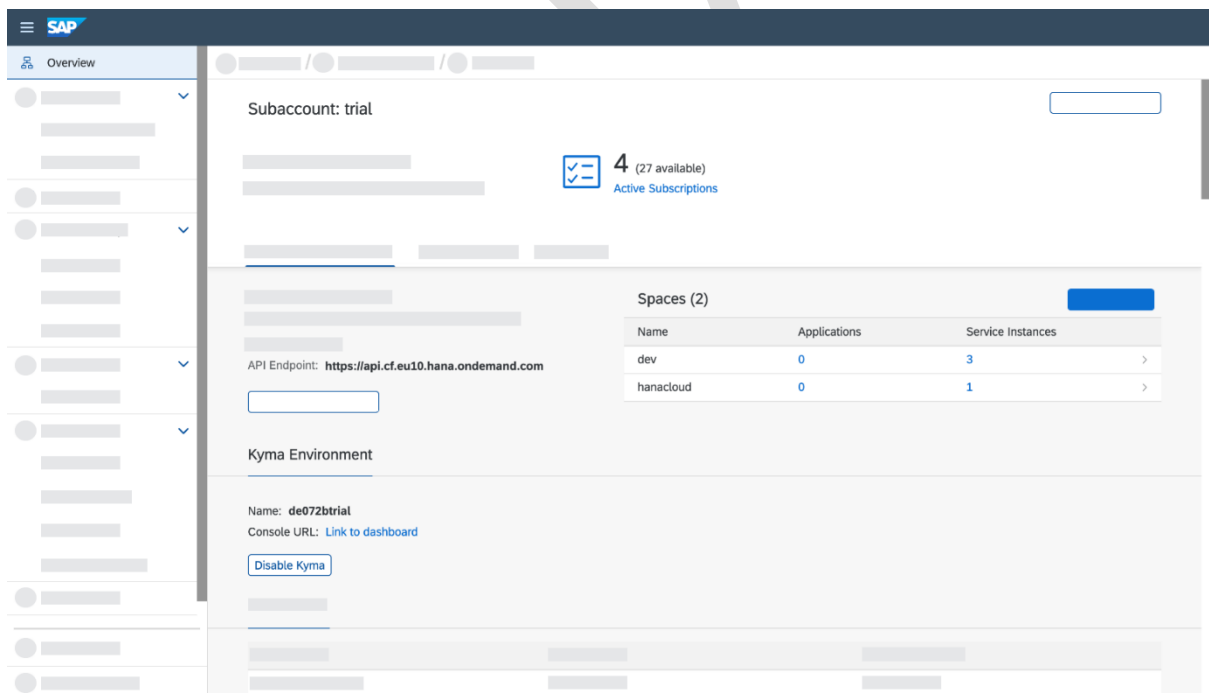 SAP
Overview
Subaccount: trial
4 (27 available)
Active Subscriptions
Spaces (2)
Name Applications Service Instances
dev 0 3
hanacloud 0 1
API Endpoint: https://api.cf.eu10.hana.ondemand.com
Kyma Environment
Name: de072btrial
Console URL: Link to dashboard
Disable Kyma